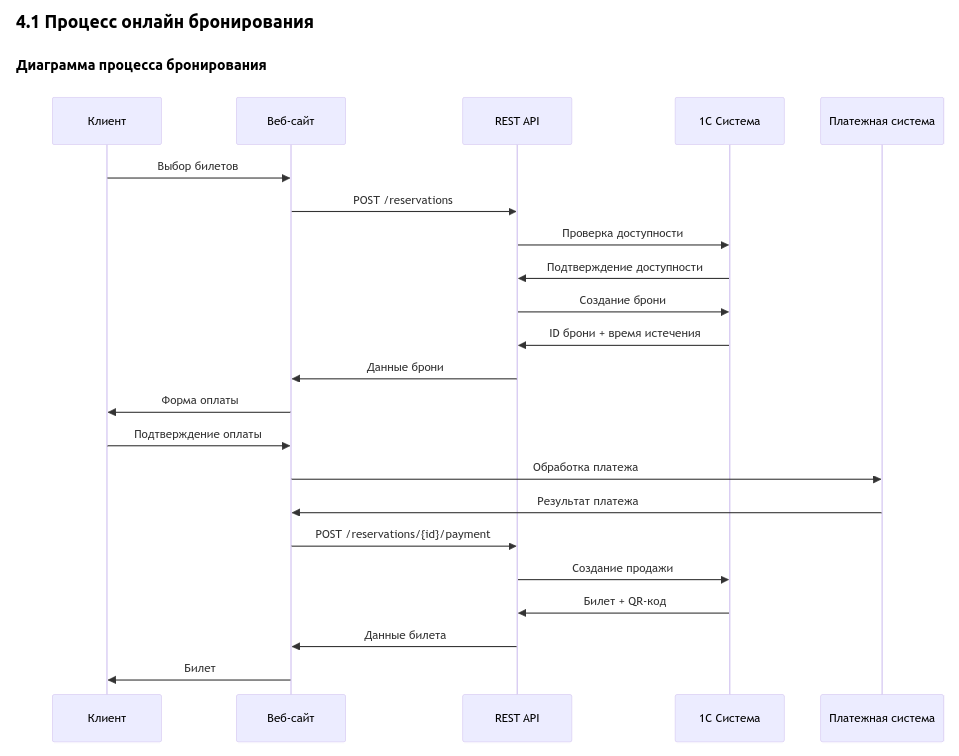 4.1 Процесс онлайн бронирования
Диаграмма процесса бронирования
Клиент
Веб-сайт
REST API
1С Система
Платежная система
Выбор билетов
POST /reservations
Проверка доступности
Подтверждение доступности
Создание брони
ID брони + время истечения
Данные брони
Форма оплаты
Подтверждение оплаты
Обработка платежа
Результат платежа
POST /reservations/{id}/payment
Создание продажи
Билет + QR-код
Данные билета
Билет
Клиент
Веб-сайт
REST API
1С Система
Платежная система